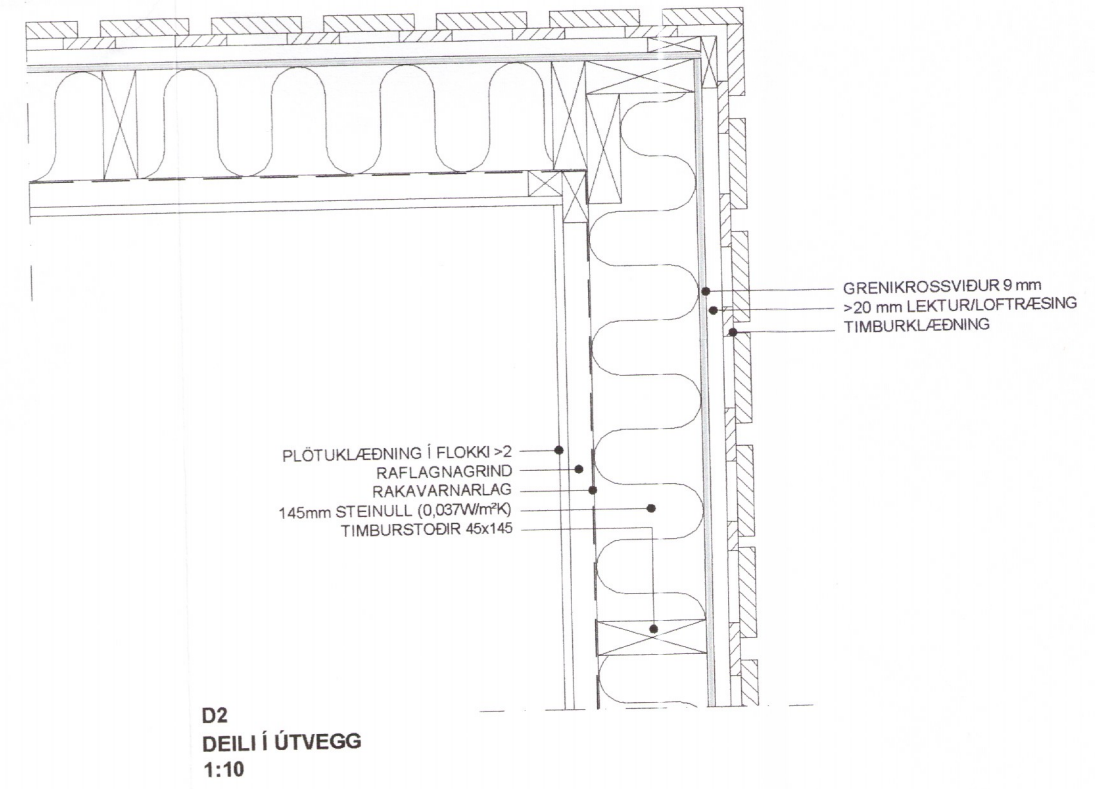 GRENIKROSSVIÐUR 9 mm
>20 mm LEKTUR/LOFTRÆSING
TIMBURKLÆÐNING
PLÖTUKLÆÐNING Í FLOKKI >2
RAFLAGNAGRIND
RAKAVARNARLAG
145mm STEINULL (0,037W/m²K)
TIMBURSTOÐIR 45x145
D2
DEILI Í ÚTVEGG
1:10